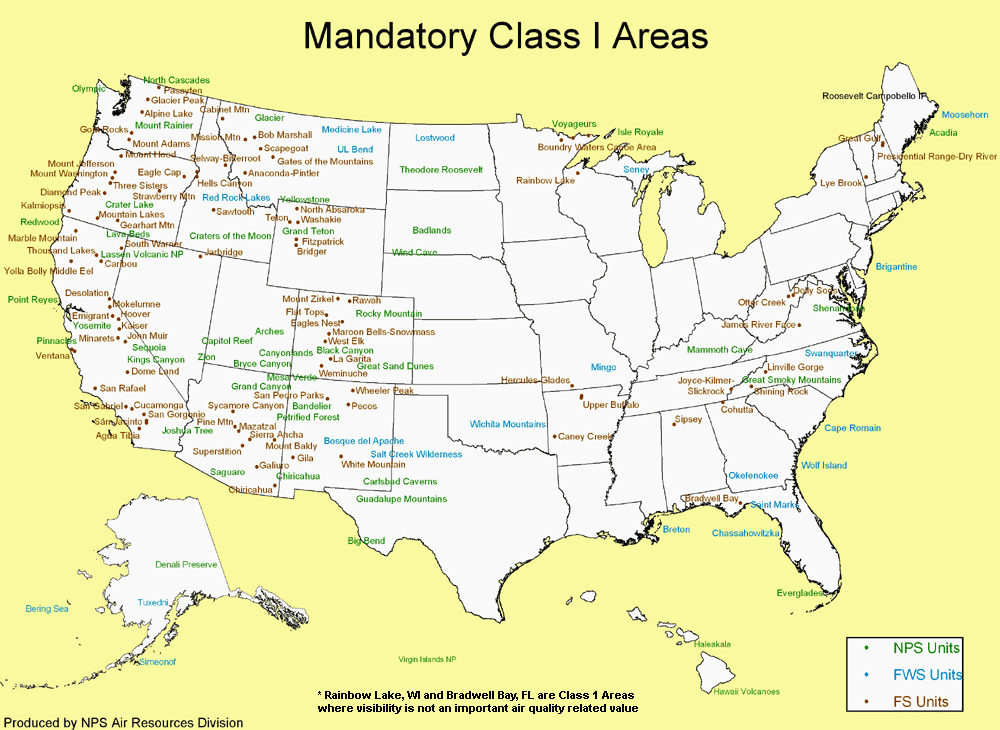 Mandatory Class I Areas
North Cascades
Olympic
Pasayten
Glacier Peak
Alpine Lake
Cabinet Mtn
Glacier
Mount Rainier
Goat Rocks
Mount Adams
Mission Mtn
Bob Marshall
Medicine Lake
Lostwood
Scapegoat
UL Bend
Mount Hood
Selway-Bitterroot
Gates of the Mountains
Mount Jefferson
Mount Washington
Eagle Cap
Anaconda-Pintler
Theodore Roosevelt
Three Sisters
Hells Canyon
Diamond Peak
Strawberry Mtn
Red Rock Lakes
Yellowstone
Kalmiopsis
Crater Lake
Sawtooth
North Absaroka
Mountain Lakes
Teton
Washakie
Redwood
Gearhart Mtn
Lava Beds
Craters of the Moon
Grand Teton
Badlands
Marble Mountain
South Warner
Fitzpatrick
Thousand Lakes
Lassen Volcanic NP
Jarbridge
Bridger
Wind Cave
Caribou
Yolla Bolly Middle Eel
Desolation
Point Reyes
Mokelumne
Mount Zirkel
Rawah
Emigrant
Hoover
Flat Tops
Rocky Mountain
Yosemite
Kaiser
Eagles Nest
Pinnacles
Minarets
John Muir
Arches
Maroon Bells-Snowmass
Capitol Reef
West Elk
Ventana
Sequoia
Canyonlands
Black Canyon
Kings Canyon
Zion
Bryce Canyon
La Garita
Great Sand Dunes
Dome Land
Weminuche
Mesa Verde
San Rafael
Grand Canyon
San Pedro Parks
Wheeler Peak
San Gabriel
Cucamonga
Sycamore Canyon
Bandelier
Pecos
San Gorgonio
Petrified Forest
San Jacinto
Pine Mtn
Mazatzal
Agua Tibia
Joshua Tree
Sierra Ancha
Bosque del Apache
Mount Baldy
Superstition
Gila
Salt Creek Wilderness
Galiuro
White Mountain
Saguaro
Chiricahua
Carlsbad Caverns
Chiricahua
Guadalupe Mountains
Big Bend
Voyageurs
Isle Royale
Boundry Waters Canoe Area
Rainbow Lake
Seney
Roosevelt Campobello IP
Moosehorn
Acadia
Great Gulf
Presidential Range-Dry River
Lye Brook
Brigantine
Dolly Sods
Otter Creek
Shenandoah
James River Face
Mammoth Cave
Swanquarter
Mingo
Linville Gorge
Hercules-Glades
Joyce-Kilmer-
Slickrock
Great Smoky Mountains
Shining Rock
Upper Buffalo
Cohutta
Wichita Mountains
Sipsey
Cape Romain
Caney Creek
Wolf Island
Okefenokee
Bradwell Bay
Saint Marks
Breton
Chassahowitzka
Everglades
Denali Preserve
Bering Sea
Tuxedni
Simeonof
Virgin Islands NP
Haleakala
Hawaii Volcanoes
NPS Units
FWS Units
FS Units
* Rainbow Lake, WI and Bradwell Bay, FL are Class 1 Areas
where visibility is not an important air quality related value
Produced by NPS Air Resources Division